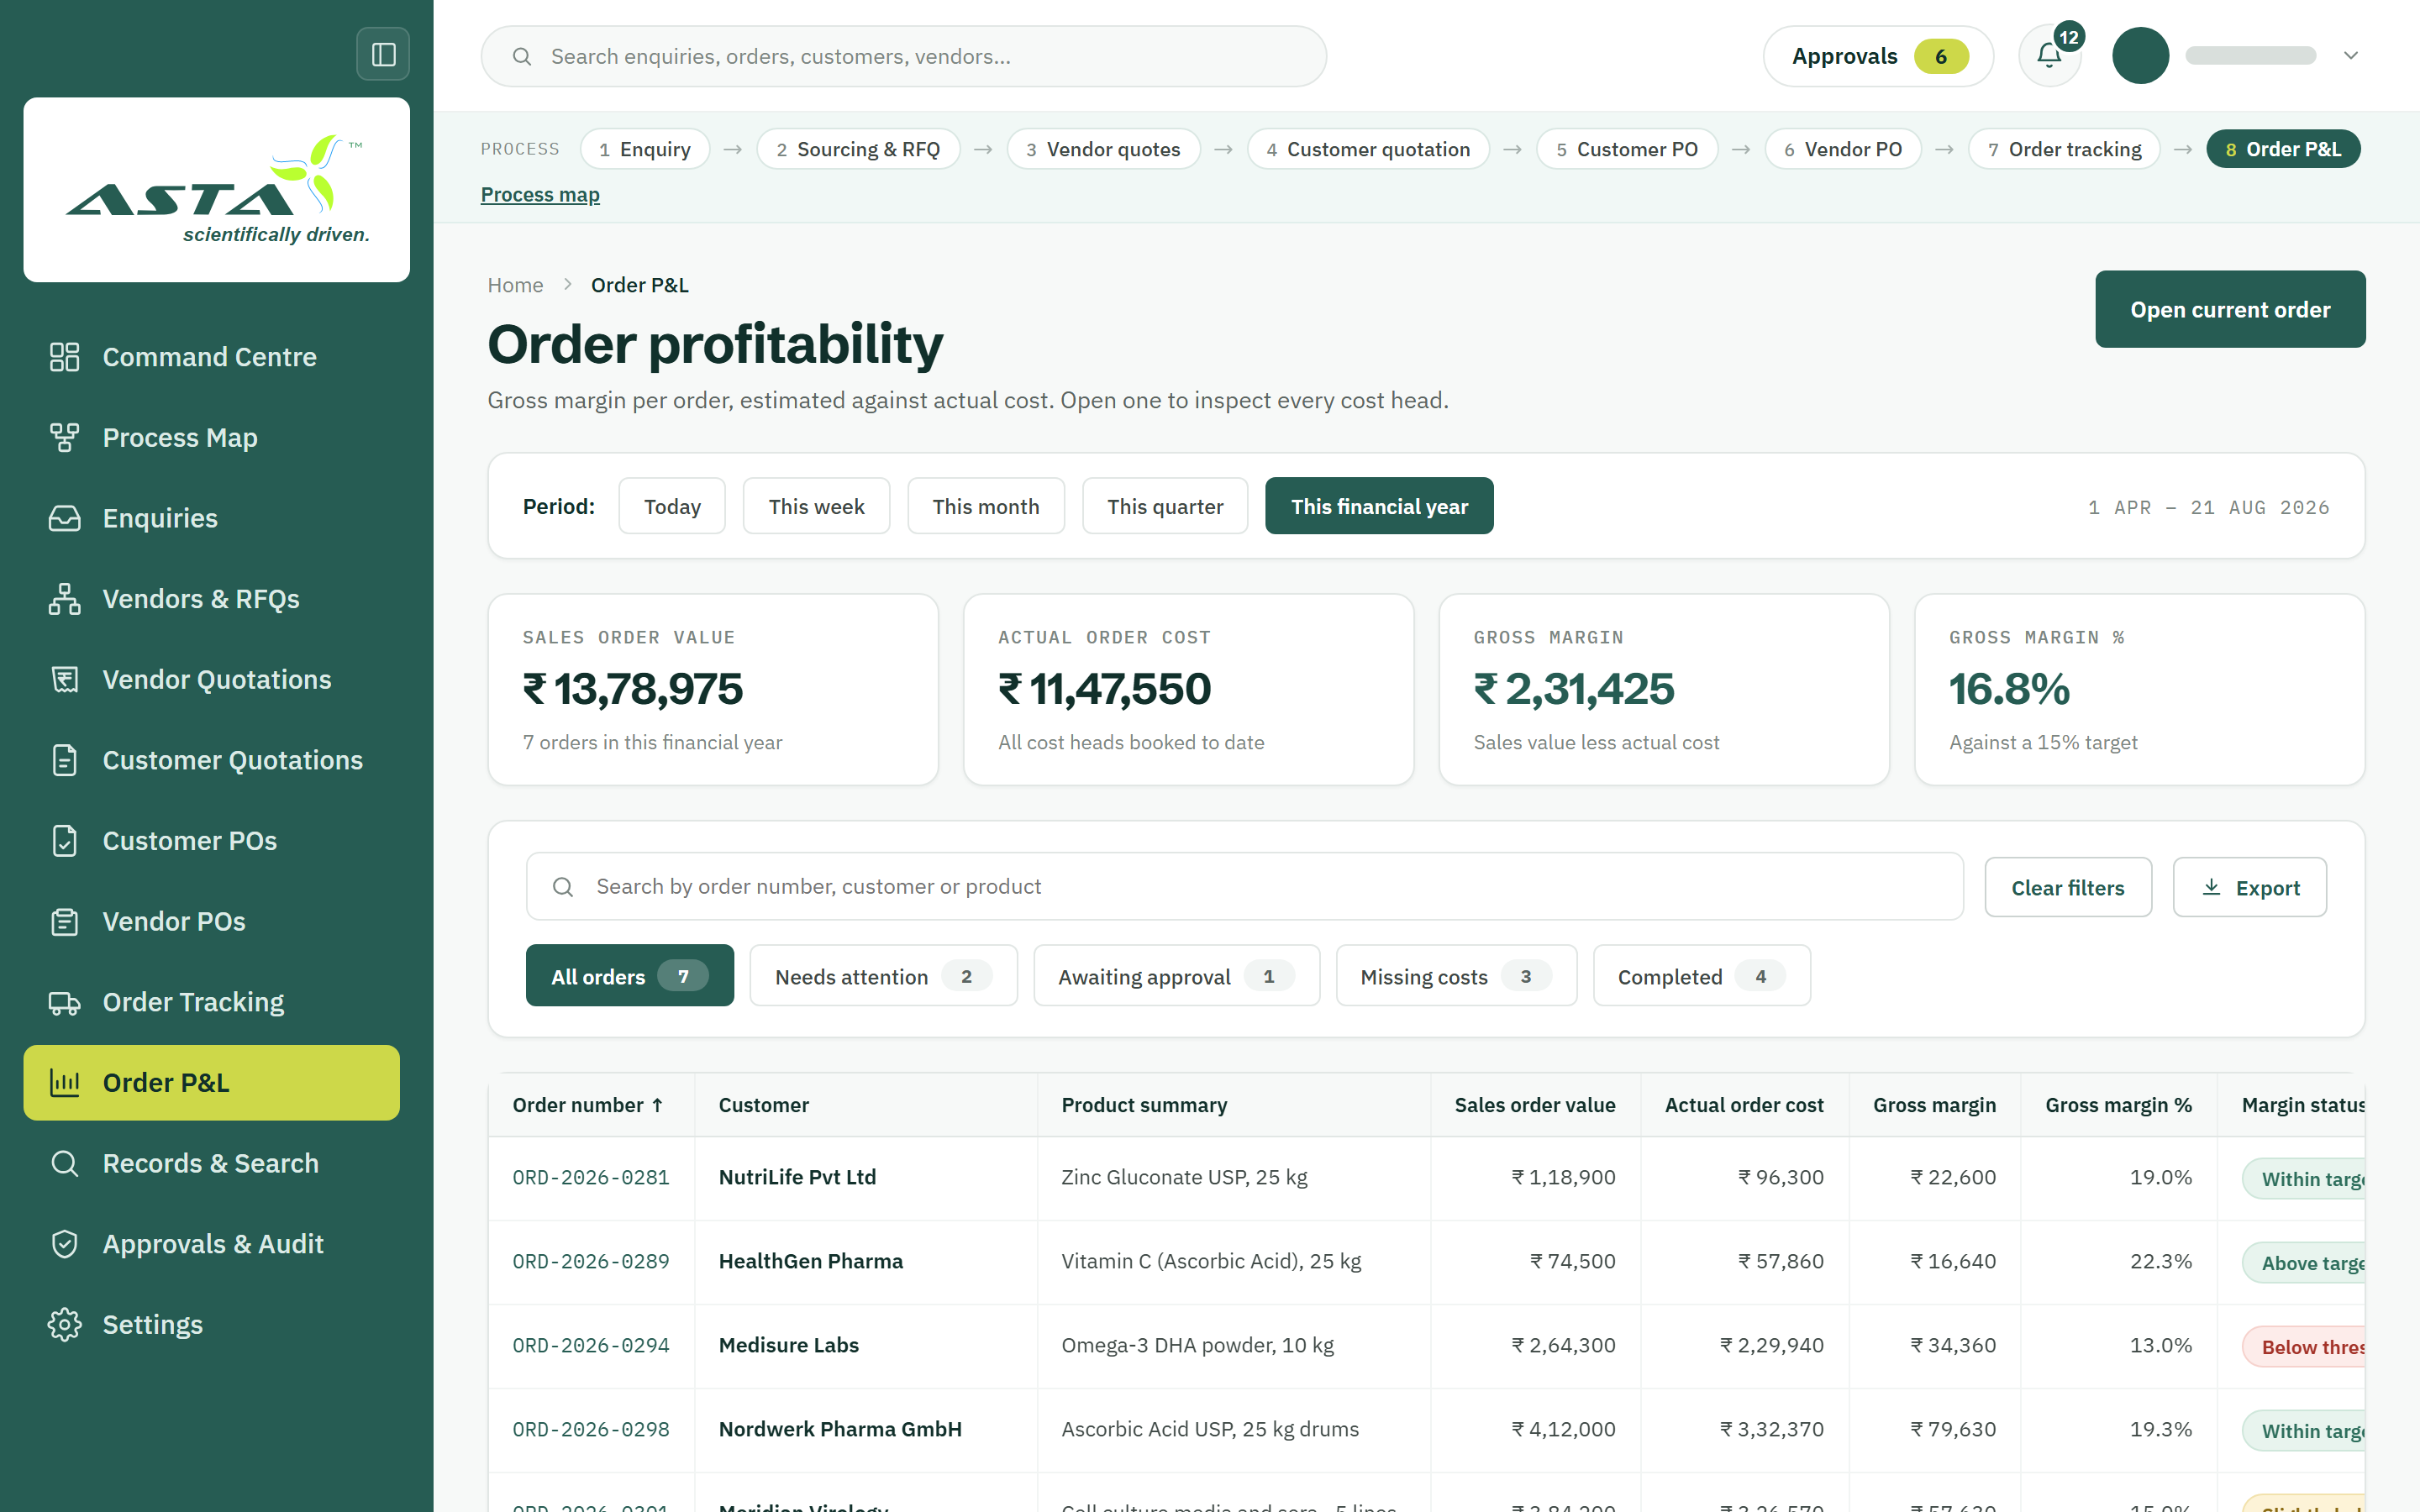 ASTA ™
scientifically driven.
Command Centre
Process Map
Enquiries
Vendors & RFQs
Vendor Quotations
Customer Quotations
Customer POs
Vendor POs
Order Tracking
Order P&L
Records & Search
Approvals & Audit
Settings
Search enquiries, orders, customers, vendors...
Approvals 6
12
PROCESS 1 Enquiry → 2 Sourcing & RFQ → 3 Vendor quotes → 4 Customer quotation → 5 Customer PO → 6 Vendor PO → 7 Order tracking → 8 Order P&L
Process map
Home > Order P&L
Order profitability
Gross margin per order, estimated against actual cost. Open one to inspect every cost head.
Open current order
Period: Today This week This month This quarter This financial year 1 APR – 21 AUG 2026
SALES ORDER VALUE
₹ 13,78,975
7 orders in this financial year
ACTUAL ORDER COST
₹ 11,47,550
All cost heads booked to date
GROSS MARGIN
₹ 2,31,425
Sales value less actual cost
GROSS MARGIN %
16.8%
Against a 15% target
Search by order number, customer or product
Clear filters
Export
All orders 7 Needs attention 2 Awaiting approval 1 Missing costs 3 Completed 4
Order number ↑ Customer Product summary Sales order value Actual order cost Gross margin Gross margin % Margin status
ORD-2026-0281 NutriLife Pvt Ltd Zinc Gluconate USP, 25 kg ₹ 1,18,900 ₹ 96,300 ₹ 22,600 19.0% Within targe
ORD-2026-0289 HealthGen Pharma Vitamin C (Ascorbic Acid), 25 kg ₹ 74,500 ₹ 57,860 ₹ 16,640 22.3% Above targe
ORD-2026-0294 Medisure Labs Omega-3 DHA powder, 10 kg ₹ 2,64,300 ₹ 2,29,940 ₹ 34,360 13.0% Below thres
ORD-2026-0298 Nordwerk Pharma GmbH Ascorbic Acid USP, 25 kg drums ₹ 4,12,000 ₹ 3,32,370 ₹ 79,630 19.3% Within targe